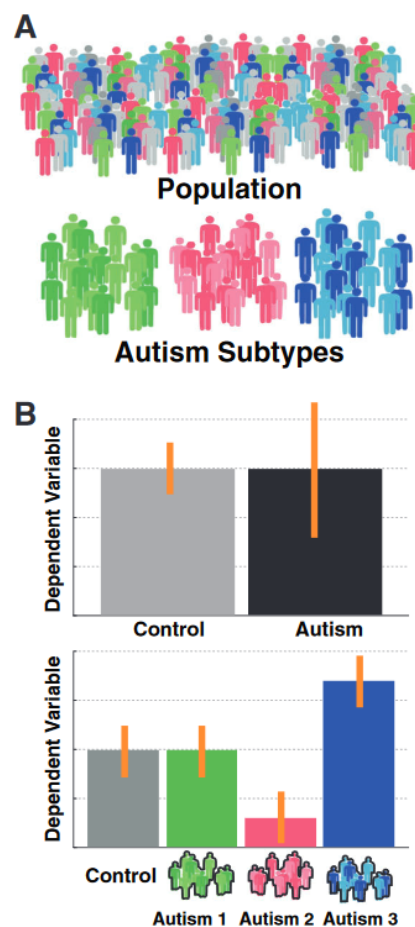 A
Population
Autism Subtypes
B
Dependent Variable
Control Autism
Dependent Variable
Control
Autism 1 Autism 2 Autism 3